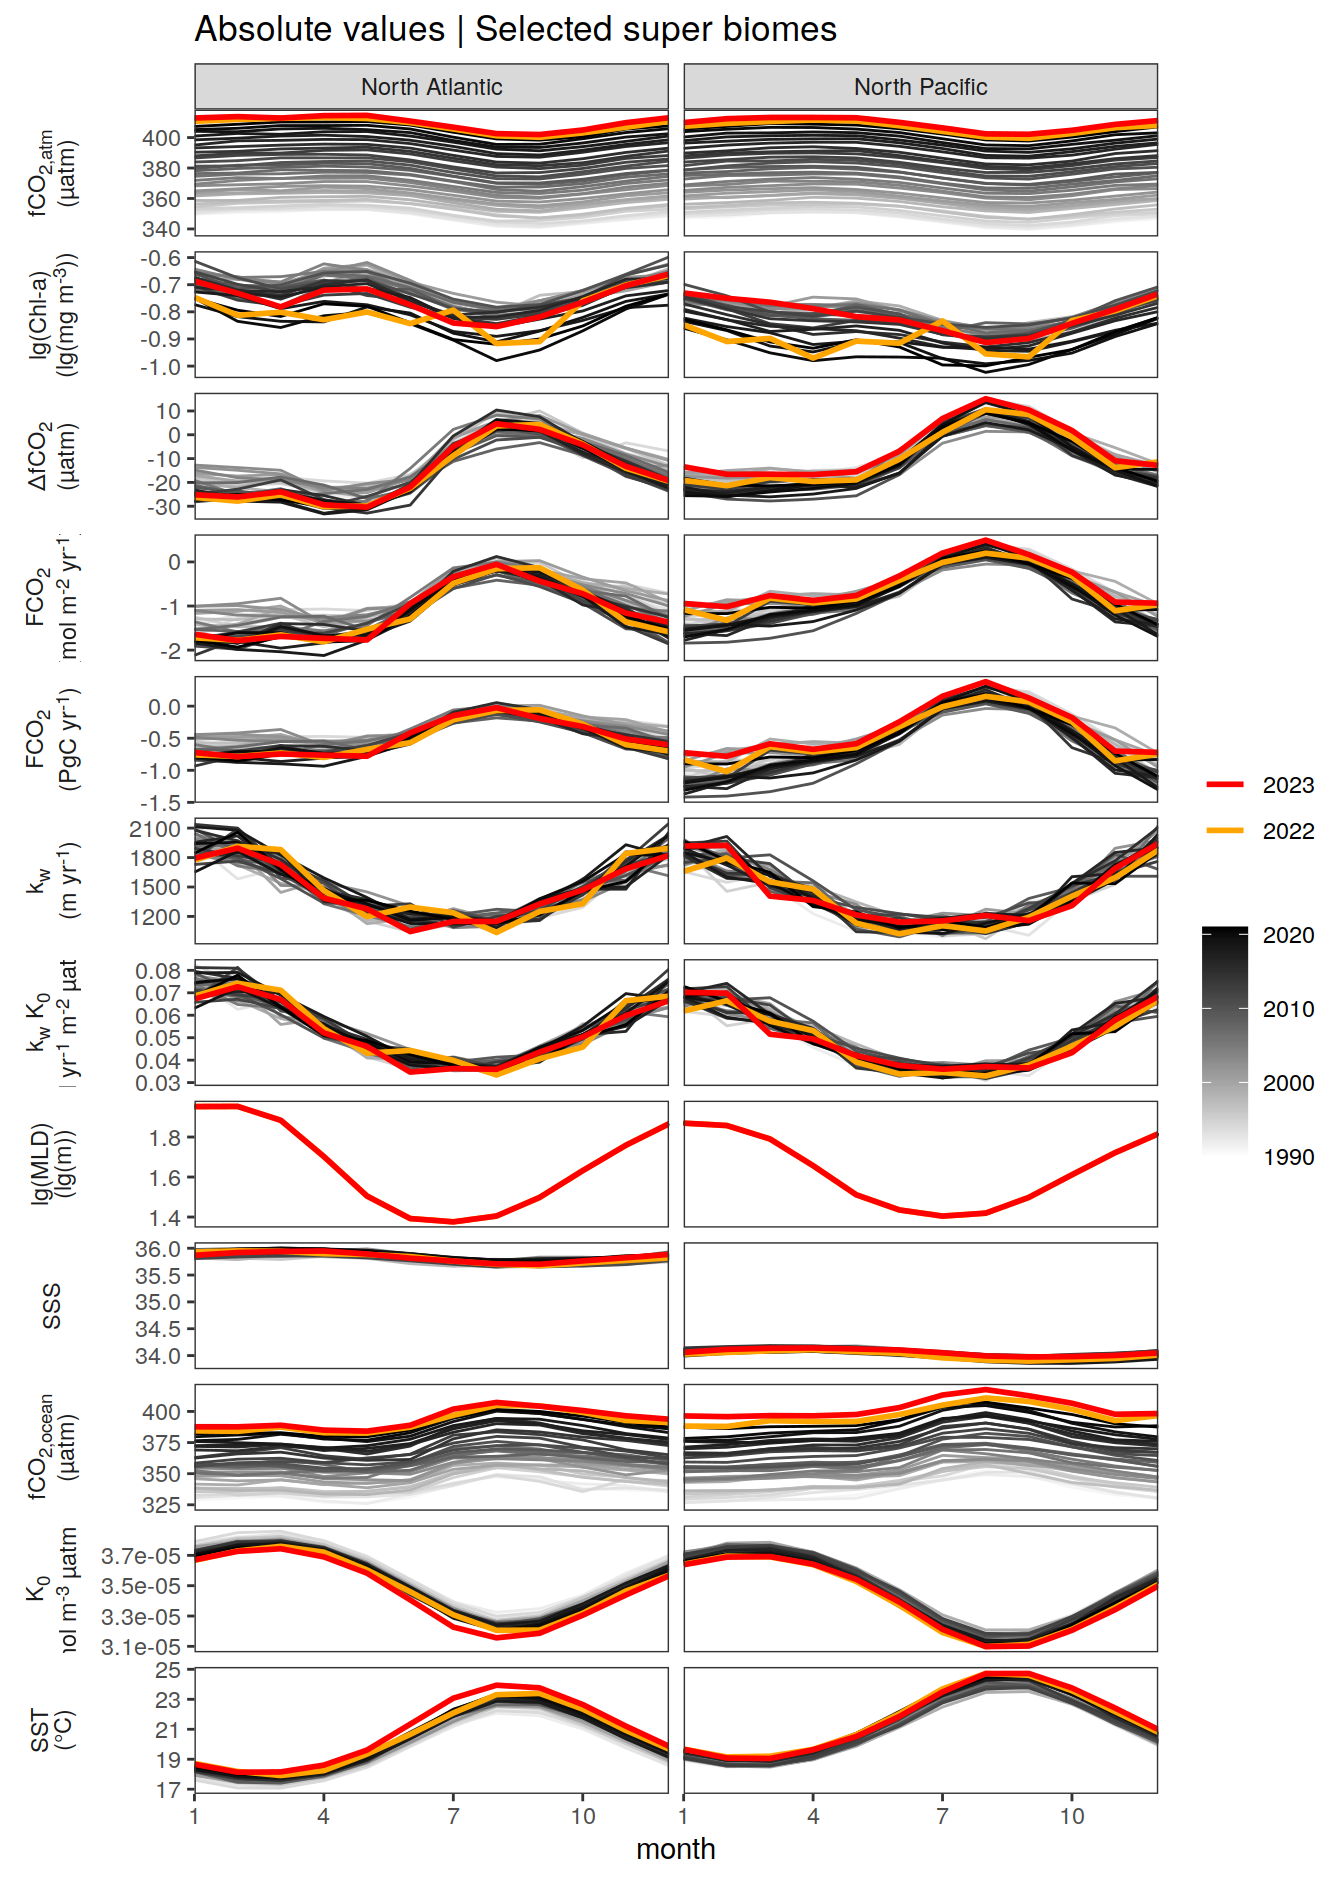 Absolute values | Selected super biomes
North Atlantic
North Pacific
fCO2,atm
(µatm)
400
380
360
340
lg(Chl-a)
(lg(mg m-3))
-0.6
-0.7
-0.8
-0.9
-1.0
ΔfCO2
(µatm)
10
0
-10
-20
-30
FCO2
mol m-2 yr-1
0
-1
-2
FCO2
(PgC yr-1)
0.0
-0.5
-1.0
-1.5
kw
(m yr-1)
2100
1800
1500
1200
kw K0
yr-1 m-2 µat
0.08
0.07
0.06
0.05
0.04
0.03
lg(MLD)
(lg(m))
1.8
1.6
1.4
SSS
36.0
35.5
35.0
34.5
34.0
fCO2,ocean
(µatm)
400
375
350
325
K0
ol m-3 µatm
3.7e-05
3.5e-05
3.3e-05
3.1e-05
SST
(°C)
25
23
21
19
17
1 4 7 10
1 4 7 10
month
2023
2022
2020
2010
2000
1990